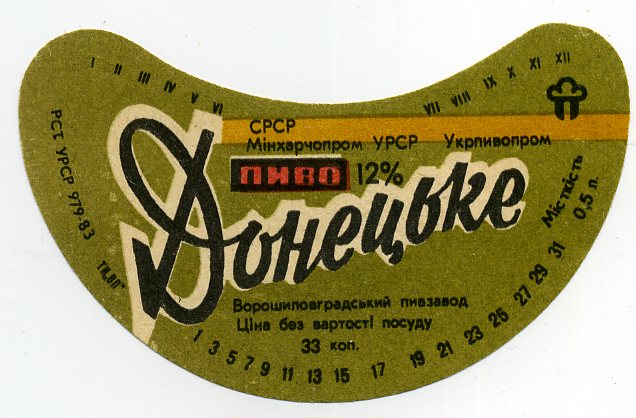 I II III IV V VI VII VIII IX X XI XII
СРСР
Мінхарчопром УРСР Укрпивопром
пиво 12%
Донецьке
РСТ УРСР 979-83
Місткість
0,5 л.
Ворошиловградський пивзавод
Ціна без вартості посуду
33 коп.
1 3 5 7 9 11 13 15 17 19 21 23 25 27 29 31